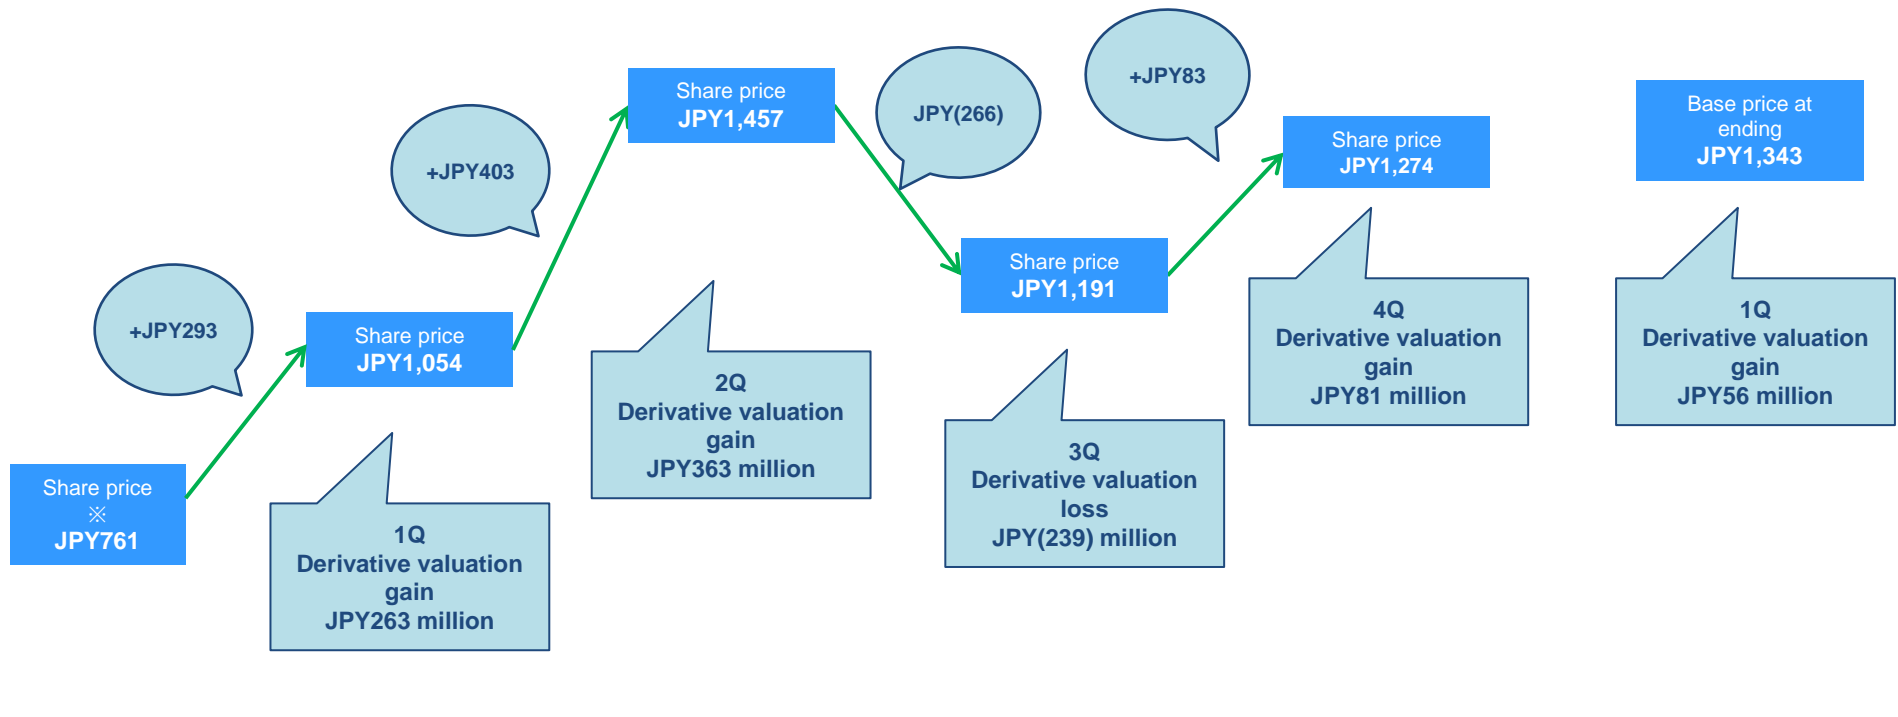 Share price
※
JPY761
+JPY293
Share price
JPY1,054
1Q
Derivative valuation
gain
JPY263 million
+JPY403
Share price
JPY1,457
2Q
Derivative valuation
gain
JPY363 million
JPY(266)
Share price
JPY1,191
3Q
Derivative valuation
loss
JPY(239) million
+JPY83
Share price
JPY1,274
4Q
Derivative valuation
gain
JPY81 million
Base price at
ending
JPY1,343
1Q
Derivative valuation
gain
JPY56 million